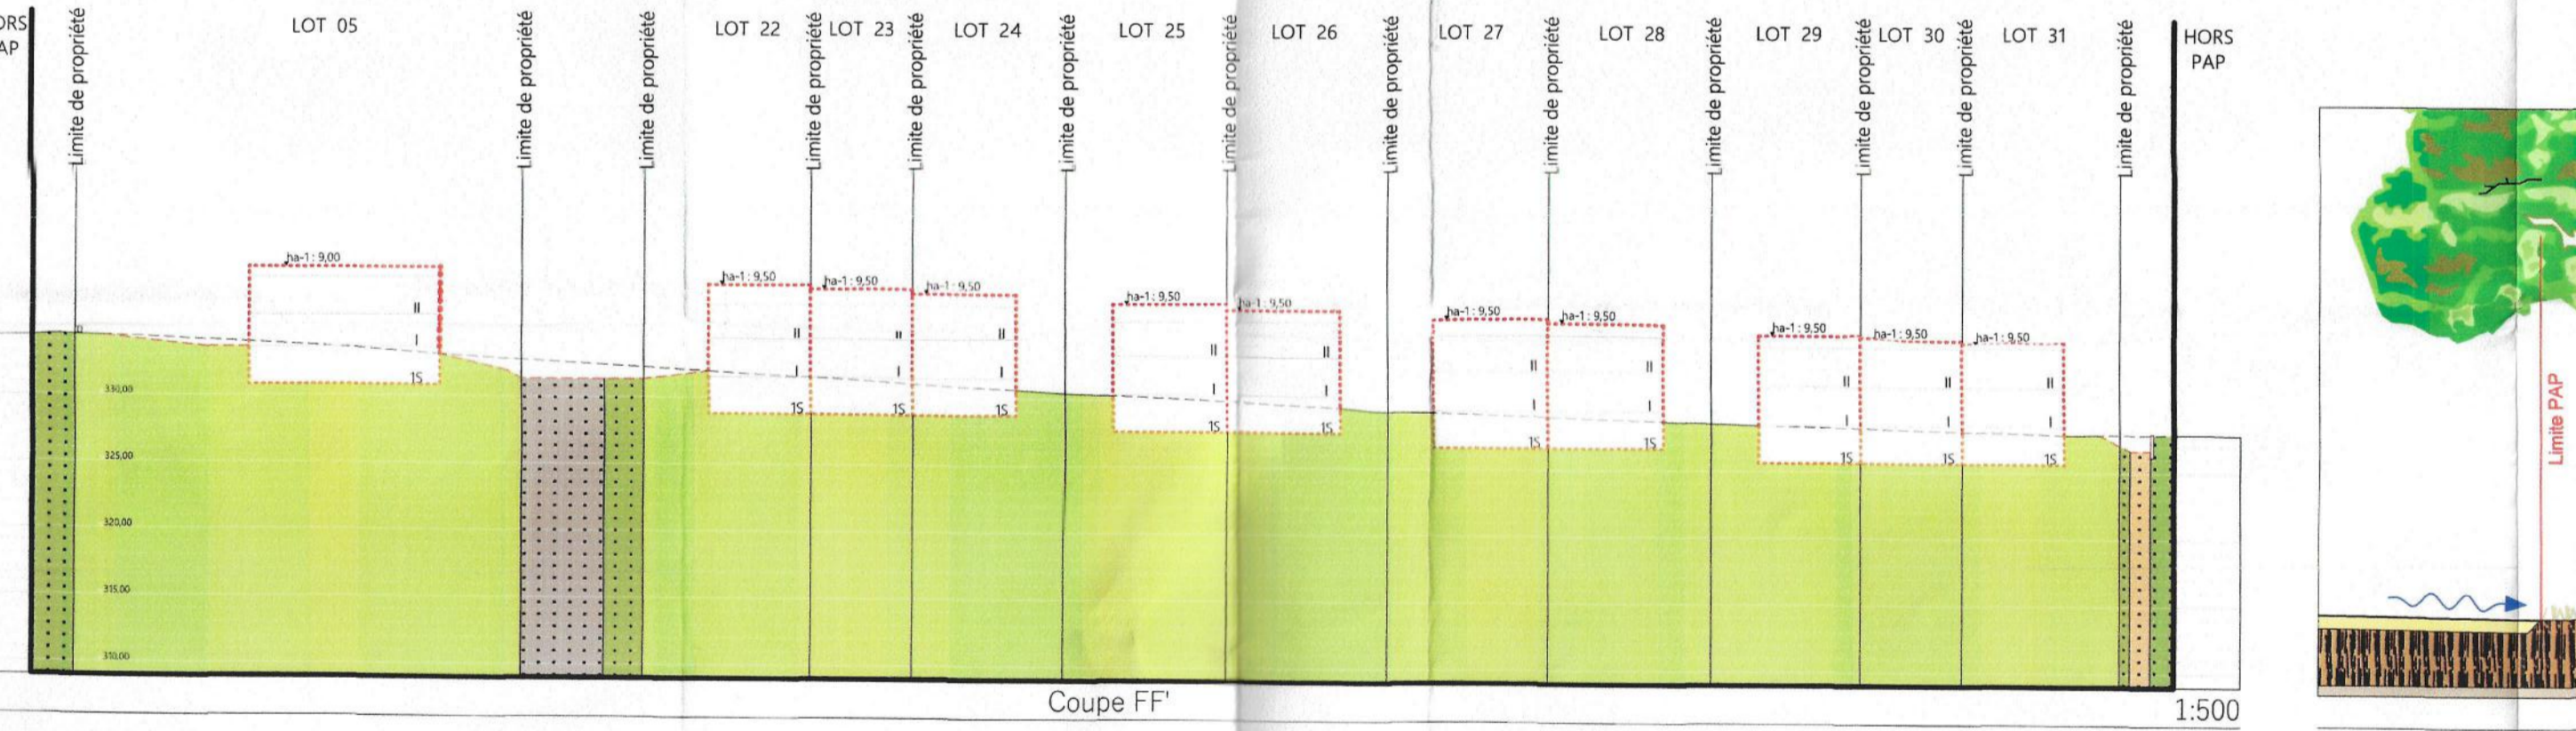 HORS
PAP
Limite de propriété
LOT 05
Limite de propriété
Limite de propriété
LOT 22
Limite de propriété
LOT 23
Limite de propriété
LOT 24
Limite de propriété
LOT 25
Limite de propriété
LOT 26
Limite de propriété
LOT 27
Limite de propriété
LOT 28
Limite de propriété
LOT 29
Limite de propriété
LOT 30
Limite de propriété
LOT 31
Limite de propriété
HORS
PAP
ha-1 : 9,00
II
I
1S
ha-1 : 9,50
II
I
1S
ha-1 : 9,50
II
I
1S
ha-1 : 9,50
II
I
1S
ha-1 : 9,50
II
I
1S
ha-1 : 9,50
II
I
1S
ha-1 : 9,50
II
I
1S
ha-1 : 9,50
II
I
1S
ha-1 : 9,50
II
I
1S
ha-1 : 9,50
II
I
1S
ha-1 : 9,50
II
I
1S
330,00
325,00
320,00
315,00
310,00
Coupe FF'
1:500
Limite PAP